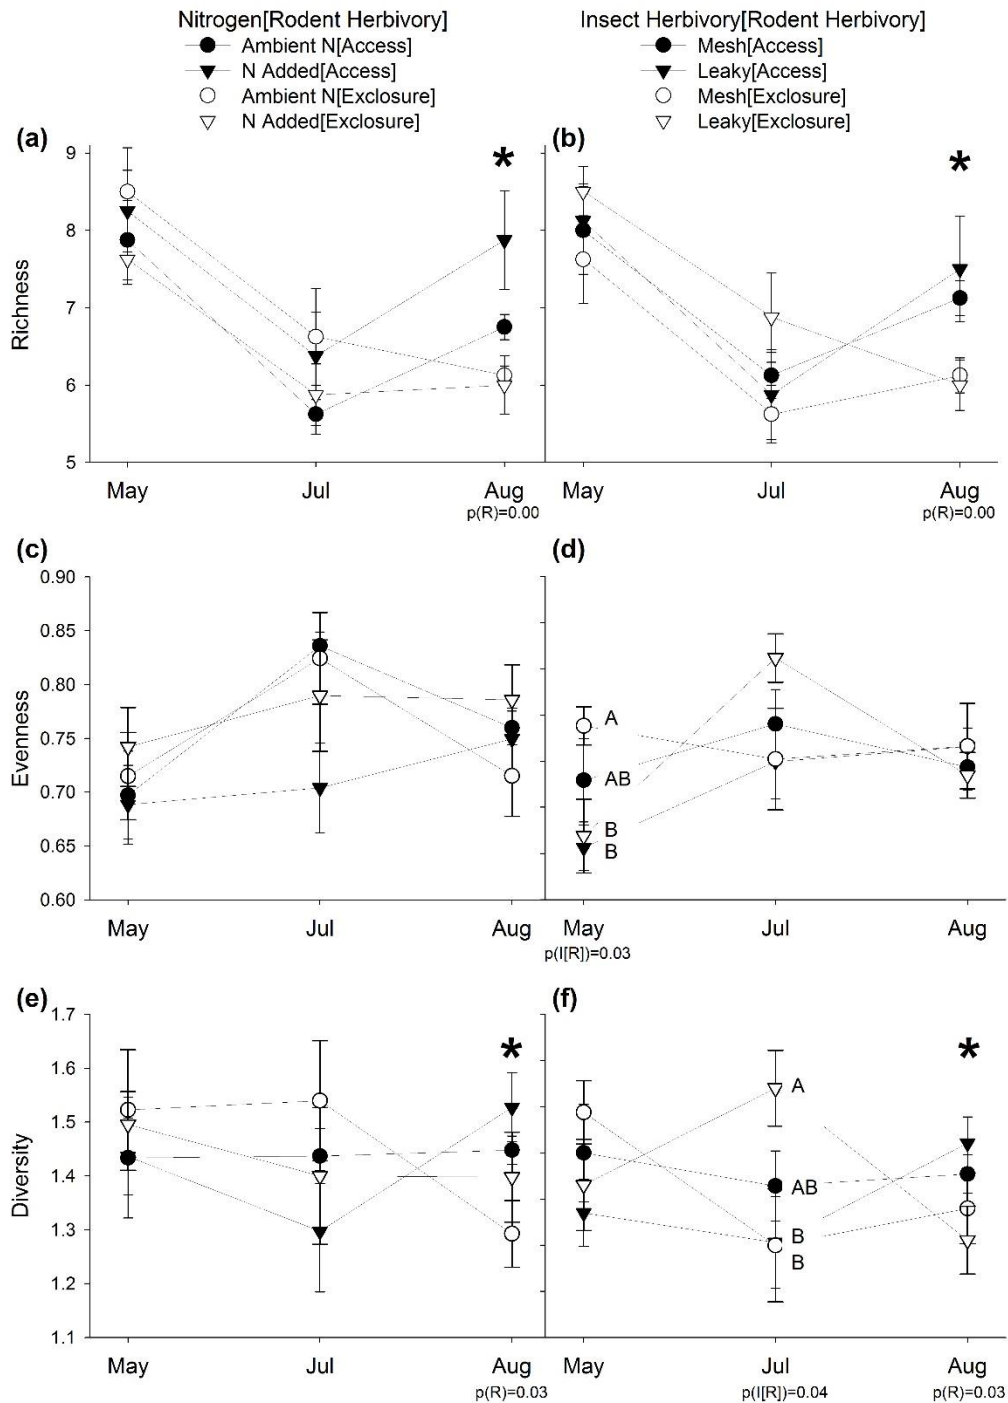 Nitrogen[Rodent Herbivory]
Ambient N[Access]
N Added[Access]
Ambient N[Exclosure]
N Added[Exclosure]
Insect Herbivory[Rodent Herbivory]
Mesh[Access]
Leaky[Access]
Mesh[Exclosure]
Leaky[Exclosure]
(a)
9
8
7
6
5
Richness
*
May
Jul
Aug
p(R)=0.00
(b)
*
May
Jul
Aug
p(R)=0.00
(c)
0.90
0.85
0.80
0.75
0.70
0.65
0.60
Evenness
May
Jul
Aug
(d)
A
AB
B
B
May
Jul
Aug
p(I[R])=0.03
(e)
1.7
1.6
1.5
1.4
1.3
1.2
1.1
Diversity
*
May
Jul
Aug
p(R)=0.03
(f)
*
A
AB
B
B
May
Jul
Aug
p(I[R])=0.04
p(R)=0.03